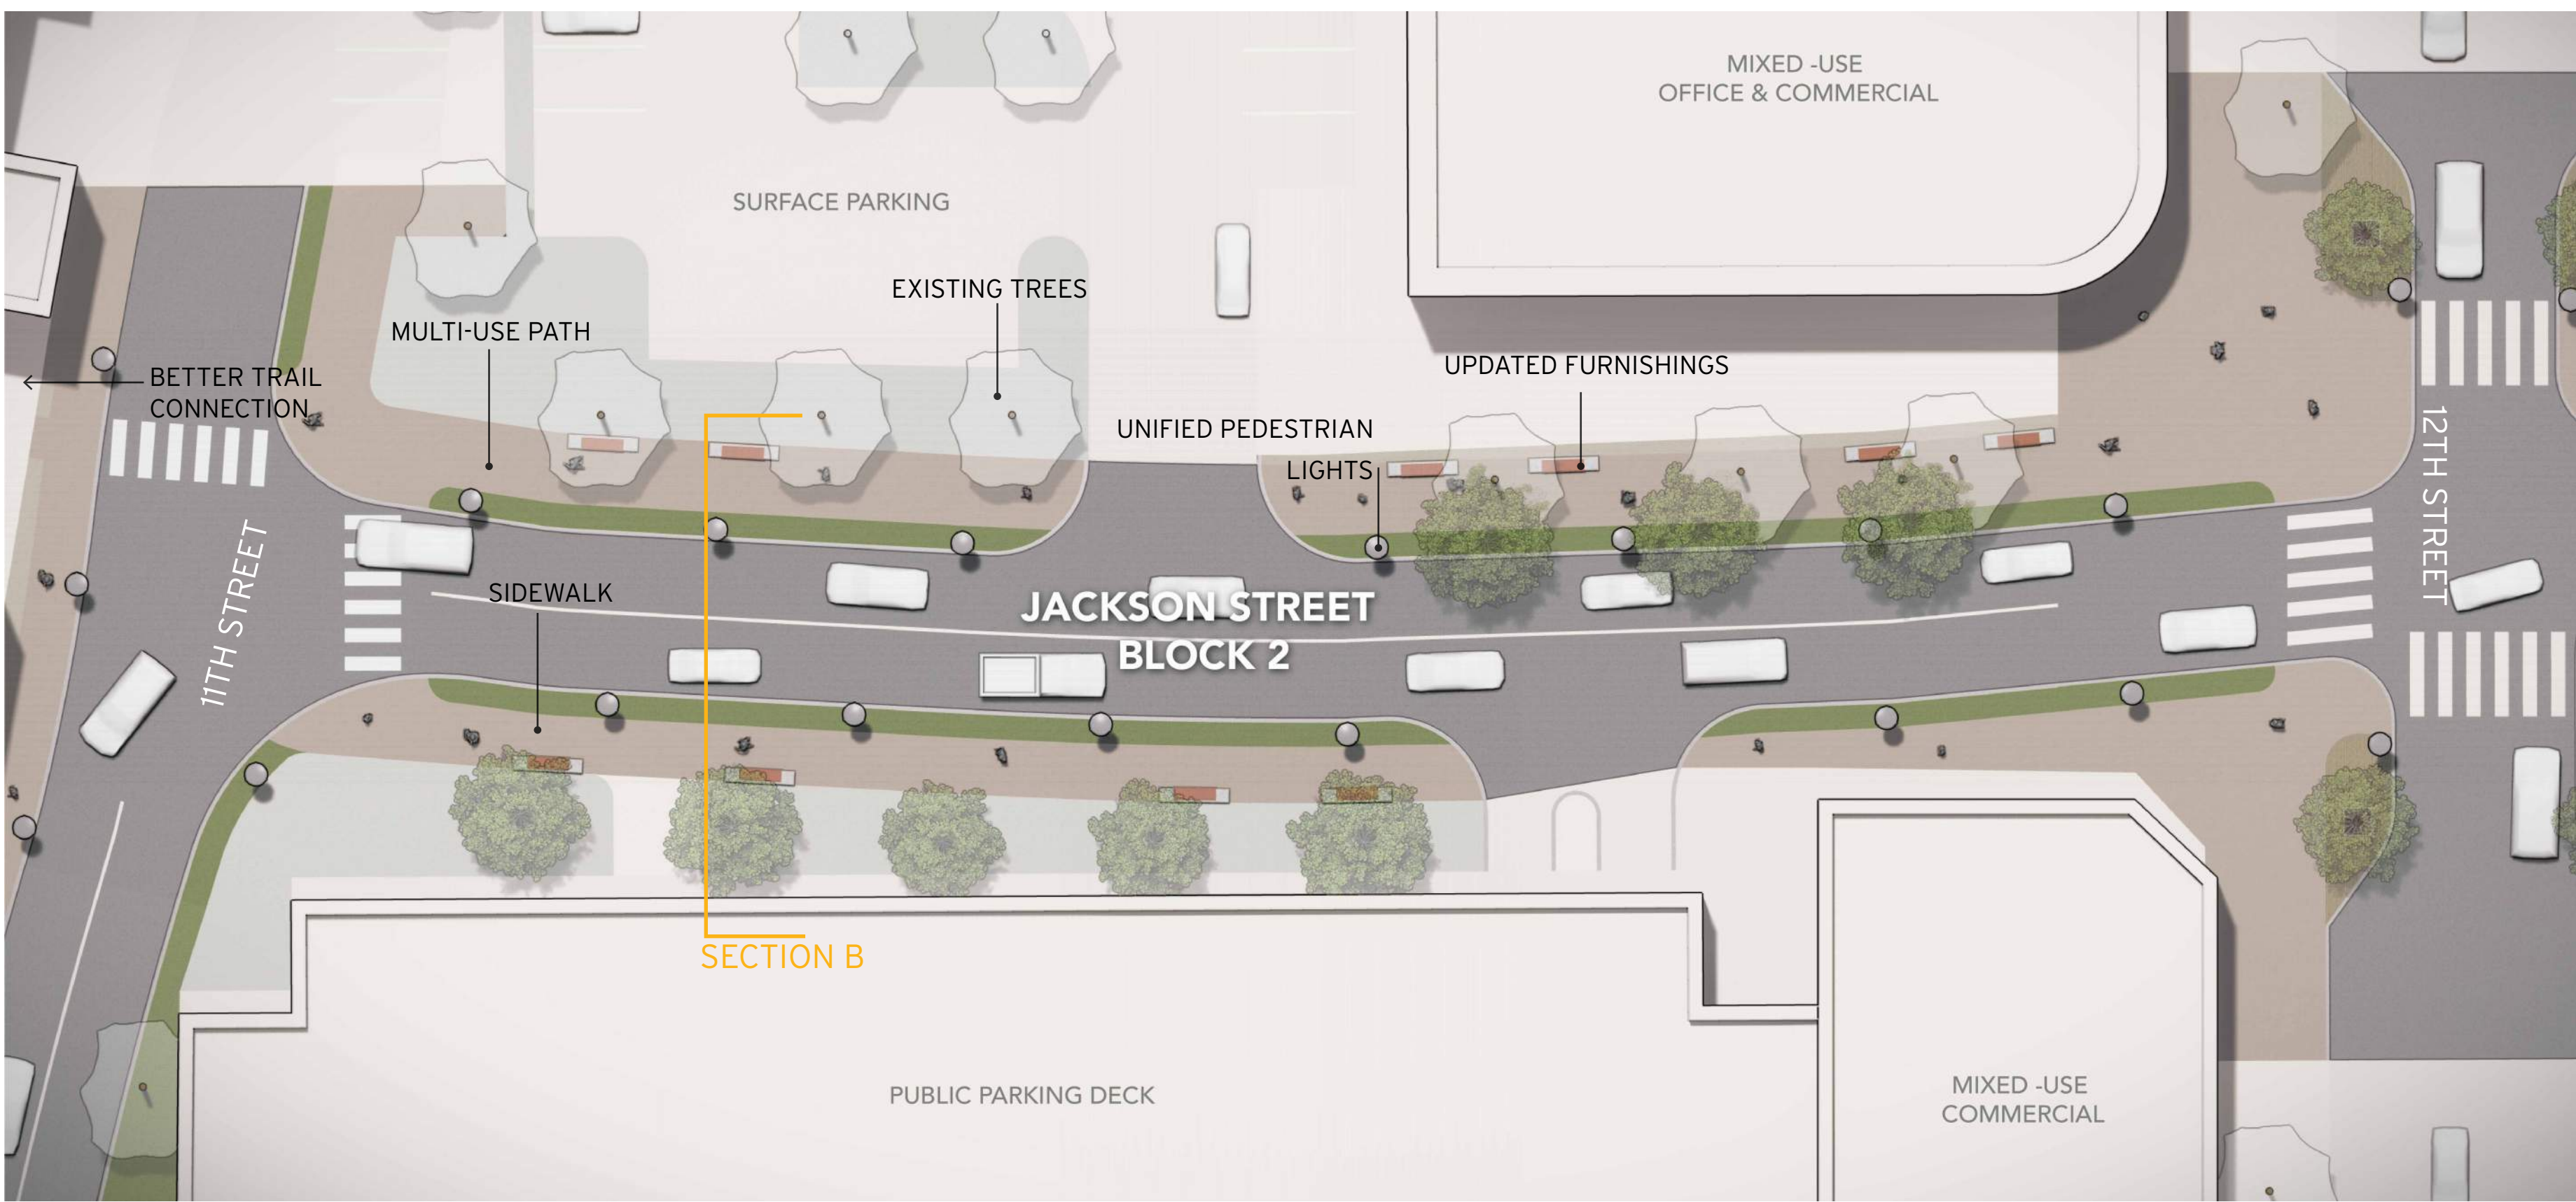 MIXED -USE
OFFICE & COMMERCIAL
SURFACE PARKING
EXISTING TREES
MULTI-USE PATH
BETTER TRAIL
CONNECTION
UPDATED FURNISHINGS
UNIFIED PEDESTRIAN
LIGHTS
12TH STREET
11TH STREET
SIDEWALK
JACKSON STREET
BLOCK 2
SECTION B
PUBLIC PARKING DECK
MIXED -USE
COMMERCIAL